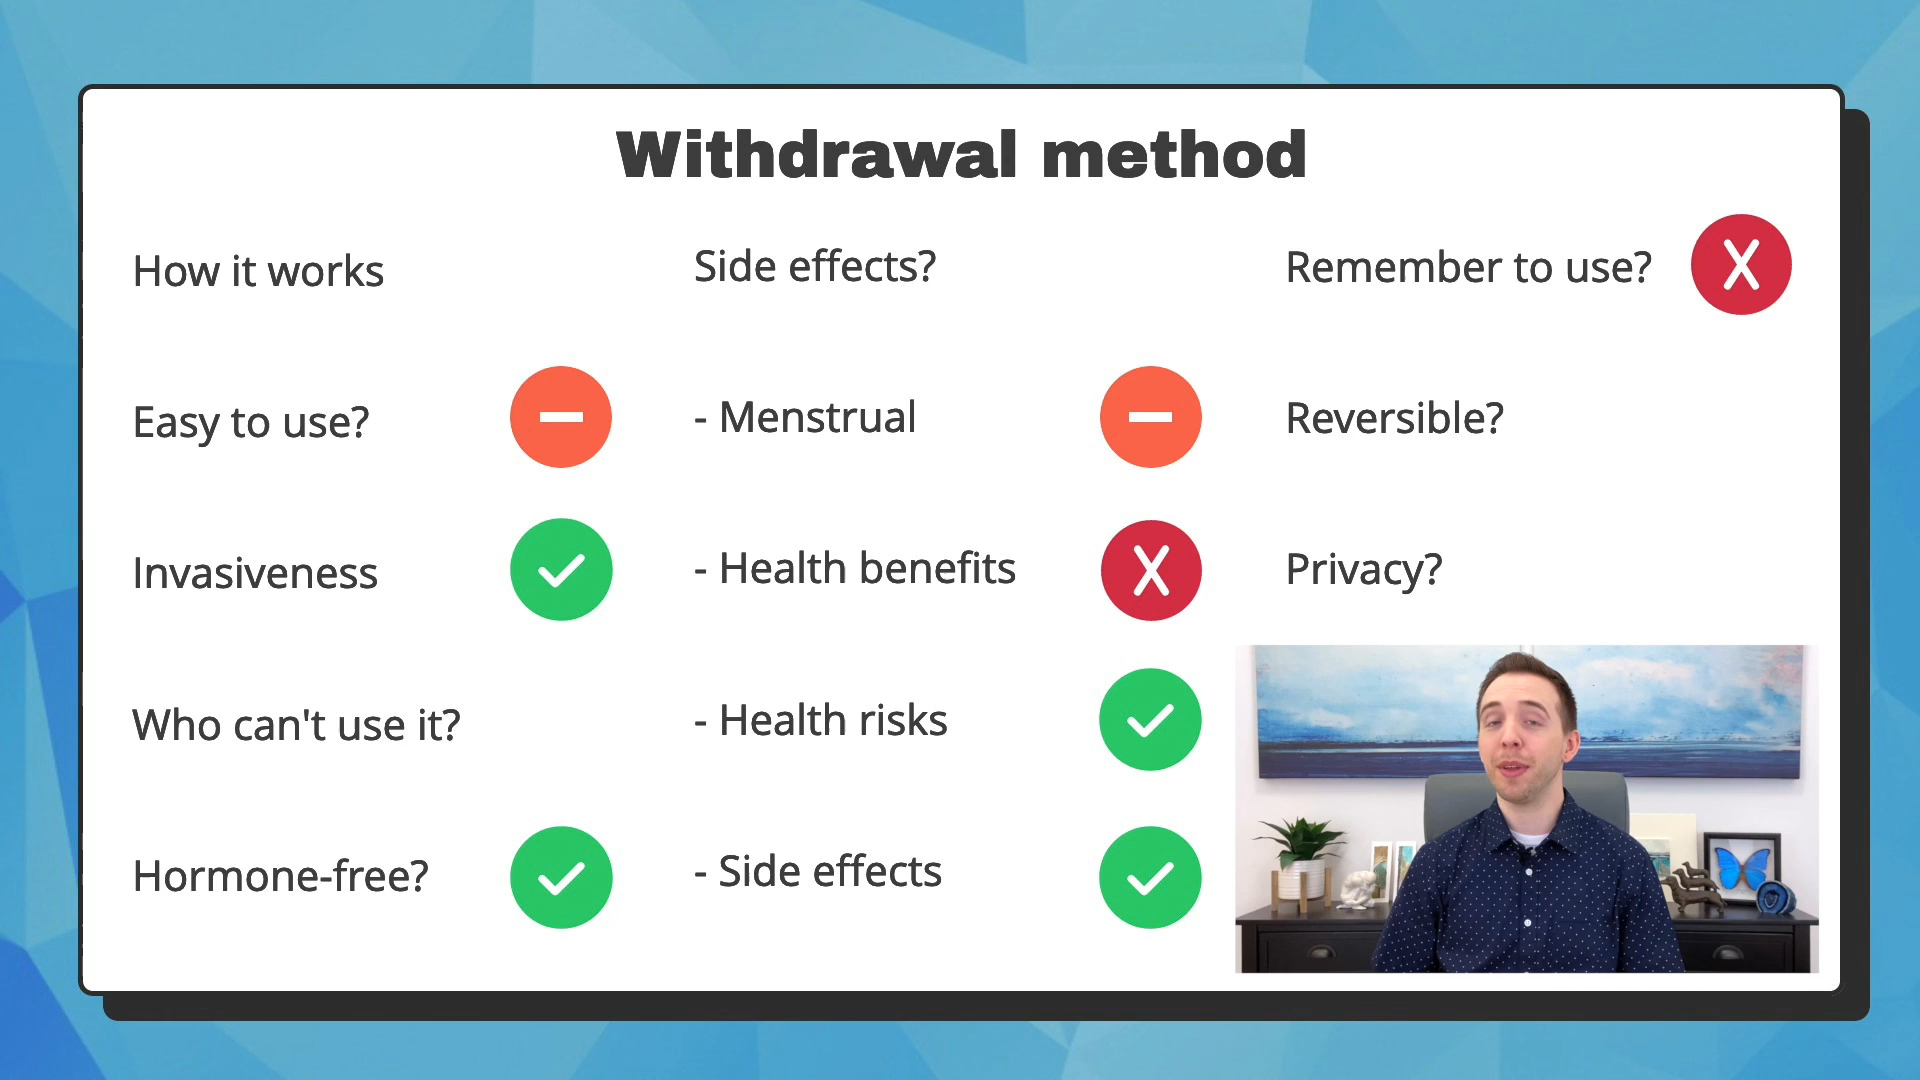 Withdrawal method
How it works
Easy to use?
Invasiveness
Who can't use it?
Hormone-free?
Side effects?
- Menstrual
- Health benefits
- Health risks
- Side effects
Remember to use?
Reversible?
Privacy?